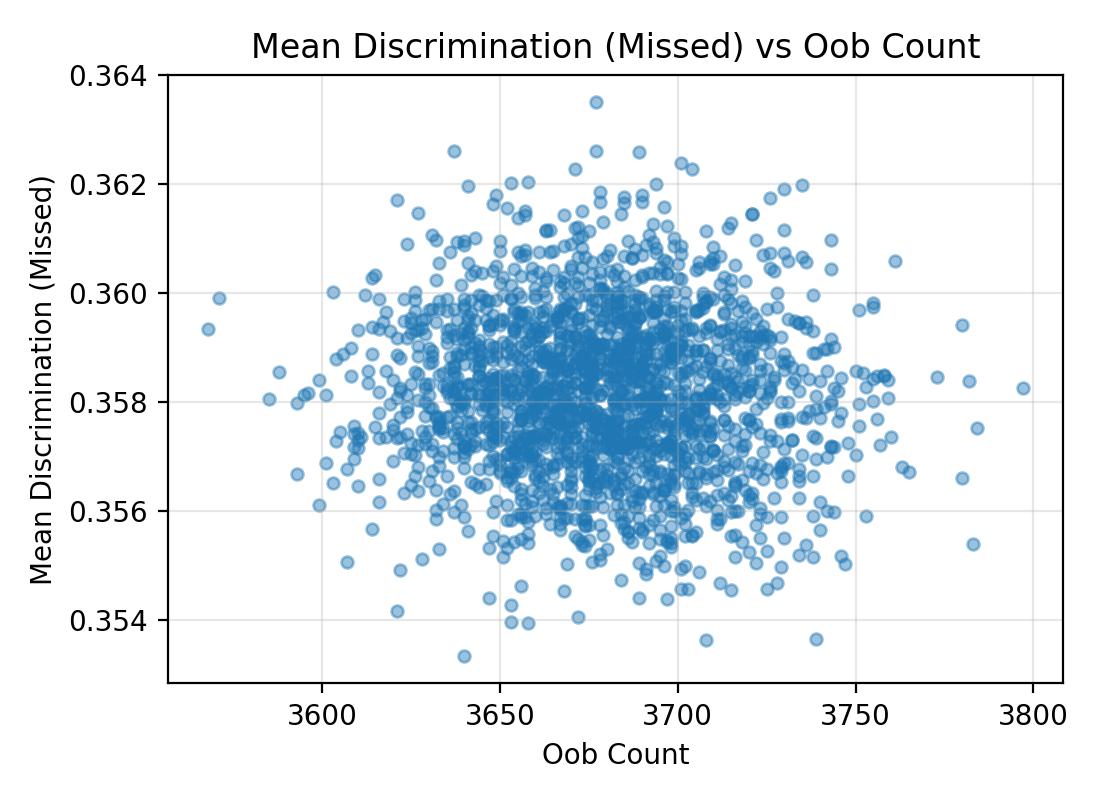 Mean Discrimination (Missed) vs Oob Count
Mean Discrimination (Missed)
0.364
0.362
0.360
0.358
0.356
0.354
3600 3650 3700 3750 3800
Oob Count